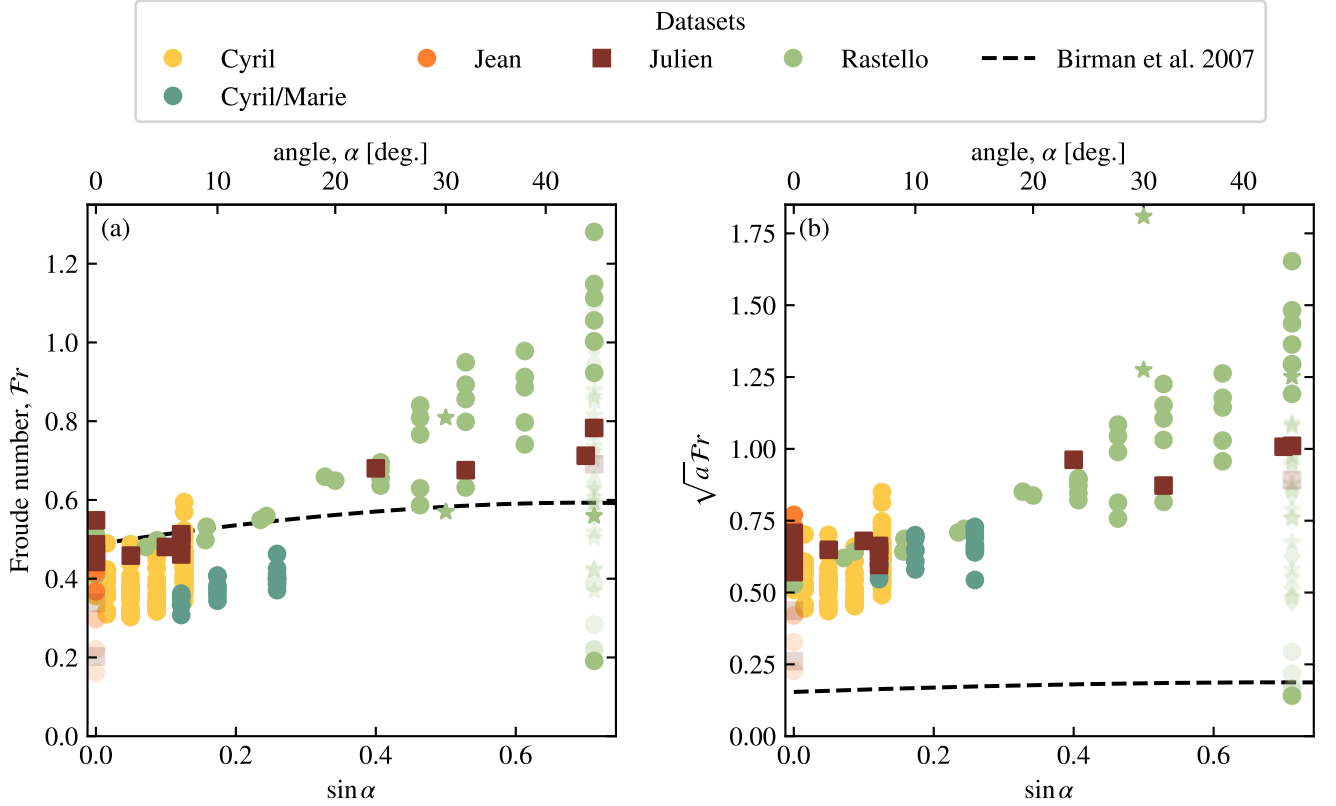 Datasets
Cyril Jean Julien Rastello Birman et al. 2007
Cyril/Marie
angle, α [deg.]
0 10 20 30 40
(a)
Froude number, ℱr
1.2
1.0
0.8
0.6
0.4
0.2
0.0
0.0 0.2 0.4 0.6
sin α
angle, α [deg.]
0 10 20 30 40
(b)
√a ℱr
1.75
1.50
1.25
1.00
0.75
0.50
0.25
0.00
0.0 0.2 0.4 0.6
sin α